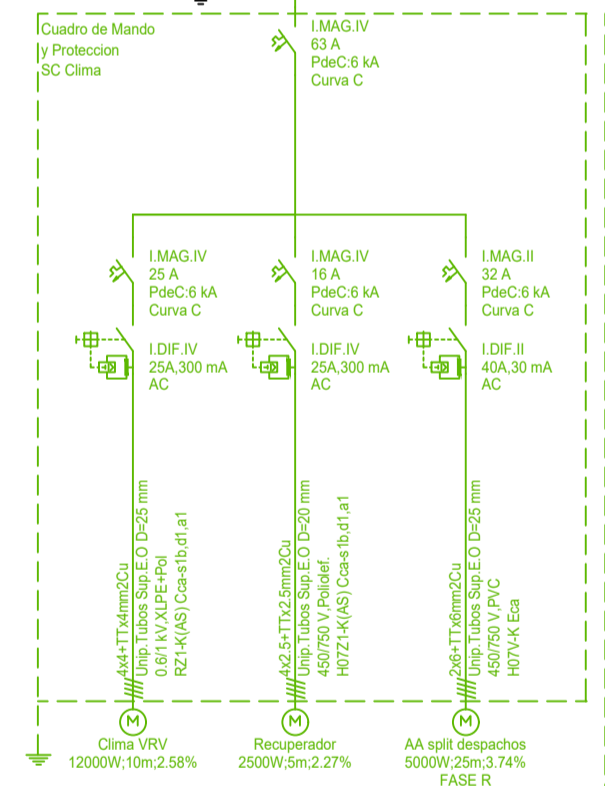 Cuadro de Mando
y Proteccion
SC Clima
I.MAG.IV
63 A
PdeC:6 kA
Curva C
I.MAG.IV
25 A
PdeC:6 kA
Curva C
I.DIF.IV
25A,300 mA
AC
I.MAG.IV
16 A
PdeC:6 kA
Curva C
I.DIF.IV
25A,300 mA
AC
I.MAG.II
32 A
PdeC:6 kA
Curva C
I.DIF.II
40A,30 mA
AC
4x4+TTx4mm2Cu
Unip.Tubos Sup.E.O D=25 mm
0.6/1 kV,XLPE+Pol
RZ1-K(AS) Cca-s1b,d1,a1
4x2.5+TTx2.5mm2Cu
Unip.Tubos Sup.E.O D=20 mm
450/750 V,Poliolef.
H07Z1-K(AS) Cca-s1b,d1,a1
2x6+TTx6mm2Cu
Unip.Tubos Sup.E.O D=25 mm
450/750 V,PVC
H07V-K Eca
M
Clima VRV
12000W;10m;2.58%
M
Recuperador
2500W;5m;2.27%
M
AA split despachos
5000W;25m;3.74%
FASE R